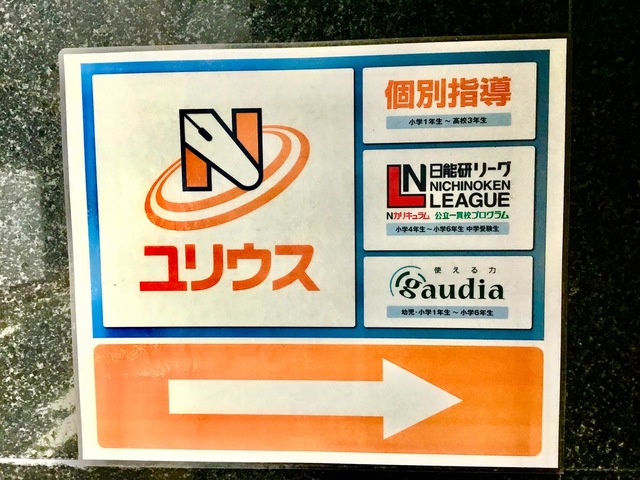 N
ユリウス
個別指導
小学1年生 ～ 高校3年生
LN 日能研リーグ
NICHINOKEN
LEAGUE
Nカリキュラム 公立一貫校プログラム
小学4年生 ～ 小学6年生 中学受験生
使える力
gaudia
幼児・小学1年生 ～ 小学6年生